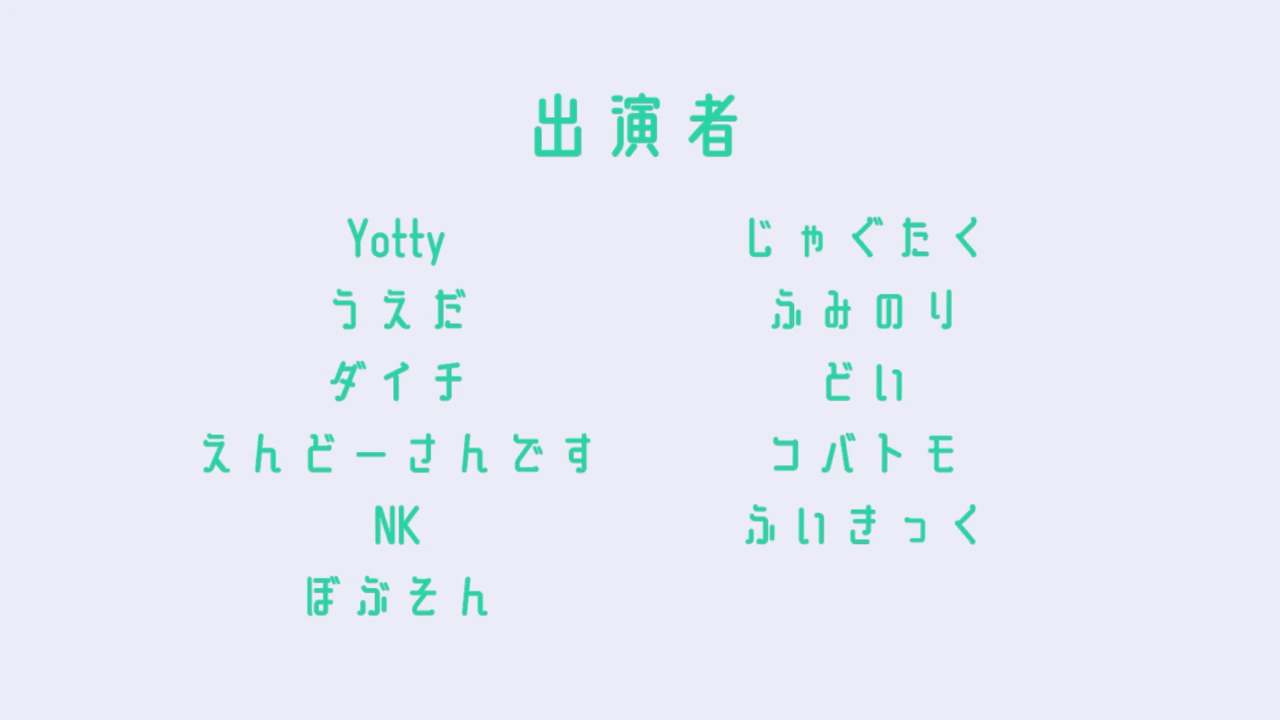 出演者
Yotty
うえだ
ダイチ
えんどーさんです
NK
ぼぶそん
じゃぐたく
ふみのり
どい
コバトモ
ふいきっく